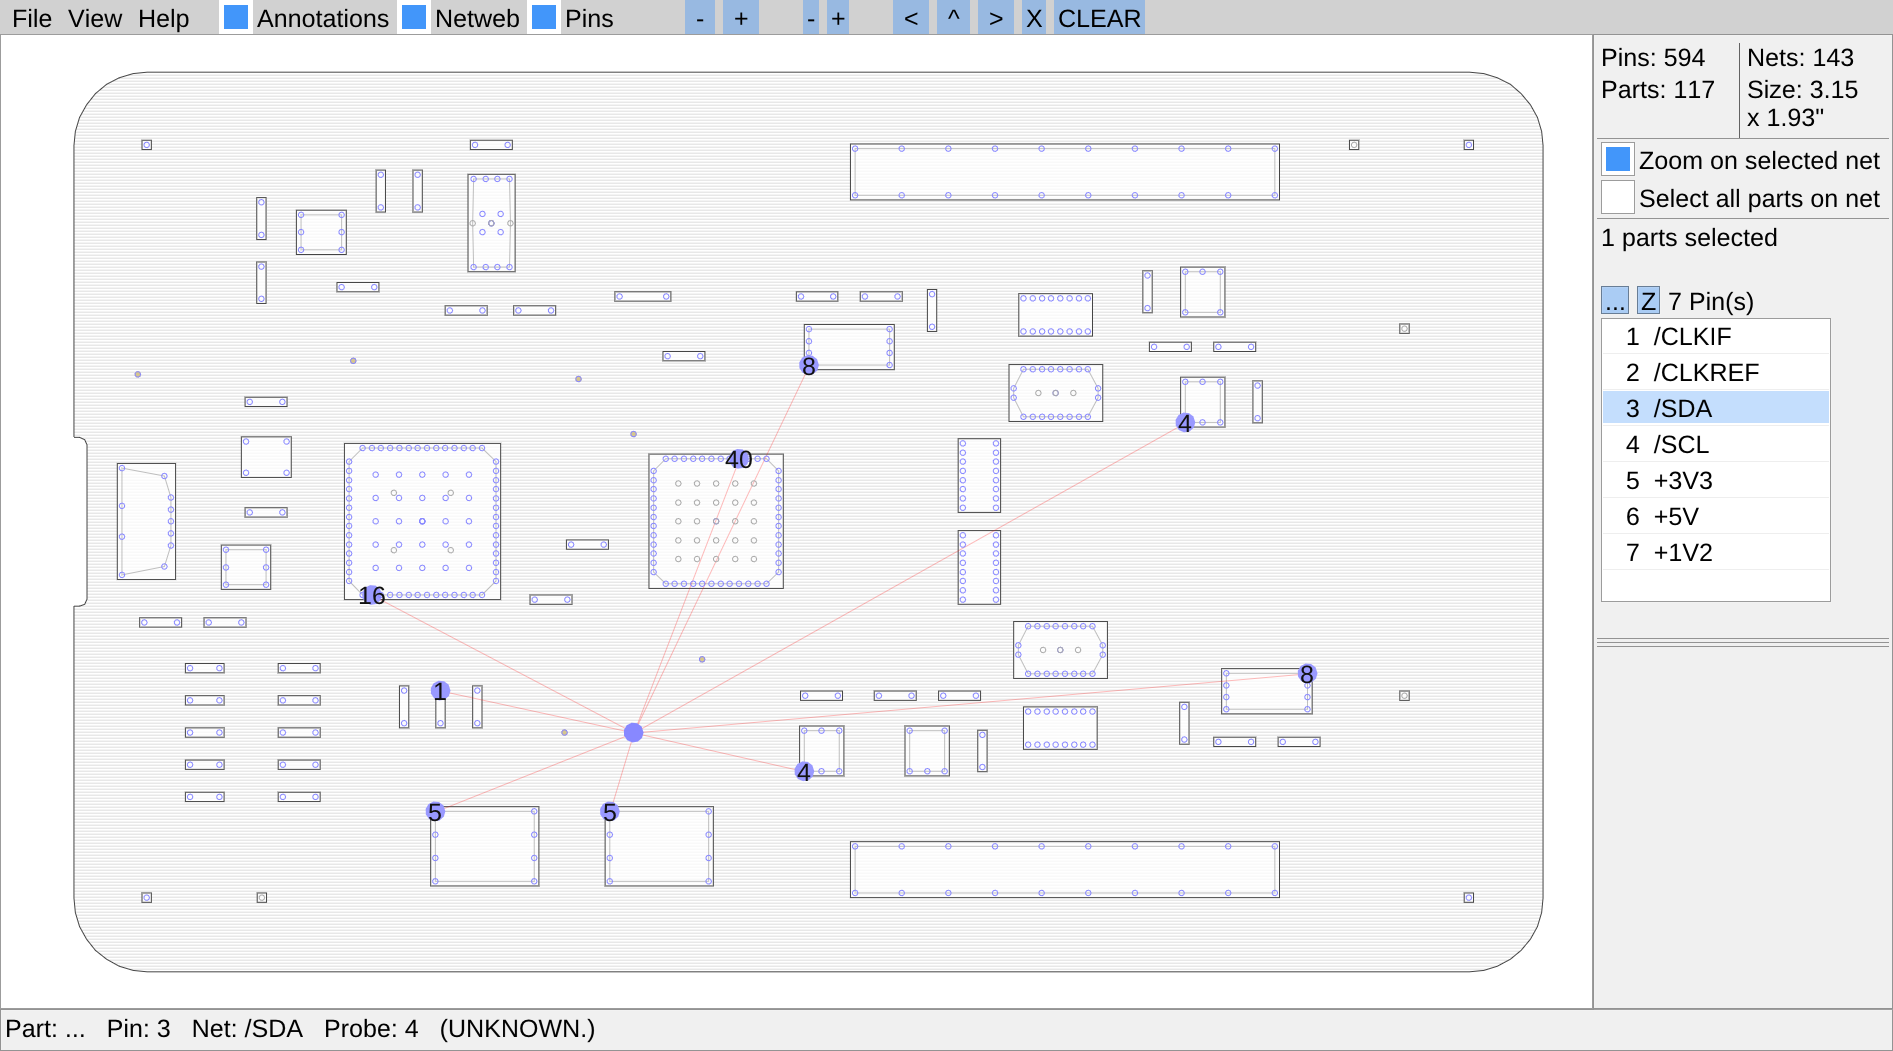 File View Help Annotations Netweb Pins - + - + < ^ > X CLEAR
Pins: 594
Parts: 117
Nets: 143
Size: 3.15
x 1.93"
Zoom on selected net
Select all parts on net
1 parts selected
... Z 7 Pin(s)
1 /CLKIF
2 /CLKREF
3 /SDA
4 /SCL
5 +3V3
6 +5V
7 +1V2
8
4
40
16
8
1
4
5
5
Part: ... Pin: 3 Net: /SDA Probe: 4 (UNKNOWN.)